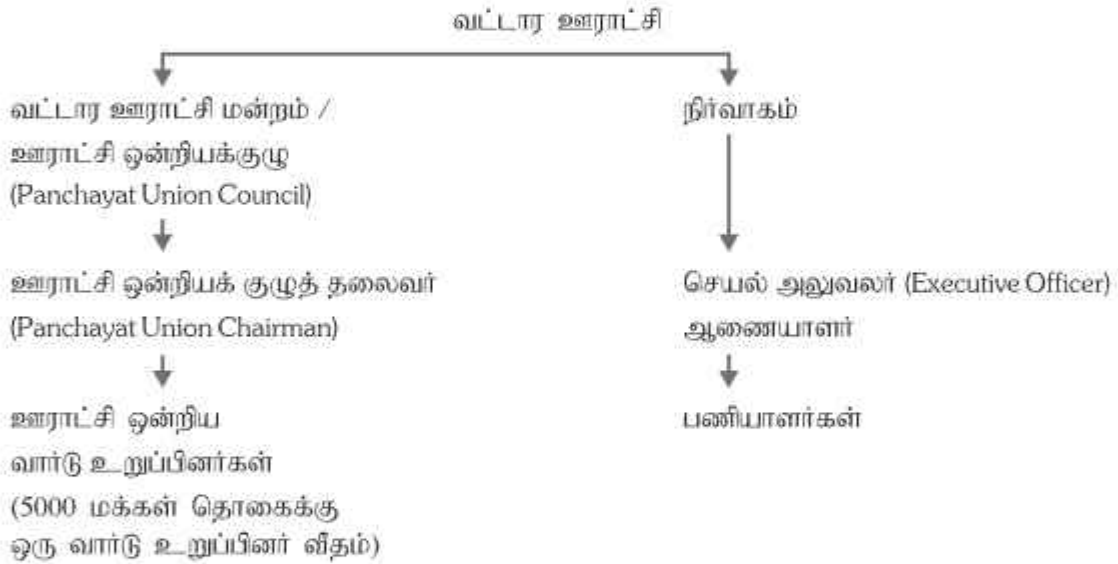 வட்டார ஊராட்சி
வட்டார ஊராட்சி மன்றம் /
ஊராட்சி ஒன்றியக்குழு
(Panchayat Union Council)
ஊராட்சி ஒன்றியக் குழுத் தலைவர்
(Panchayat Union Chairman)
ஊராட்சி ஒன்றிய
வார்டு உறுப்பினர்கள்
(5000 மக்கள் தொகைக்கு
ஒரு வார்டு உறுப்பினர் வீதம்)
நிர்வாகம்
செயல் அலுவலர் (Executive Officer)
ஆணையாளர்
பணியாளர்கள்